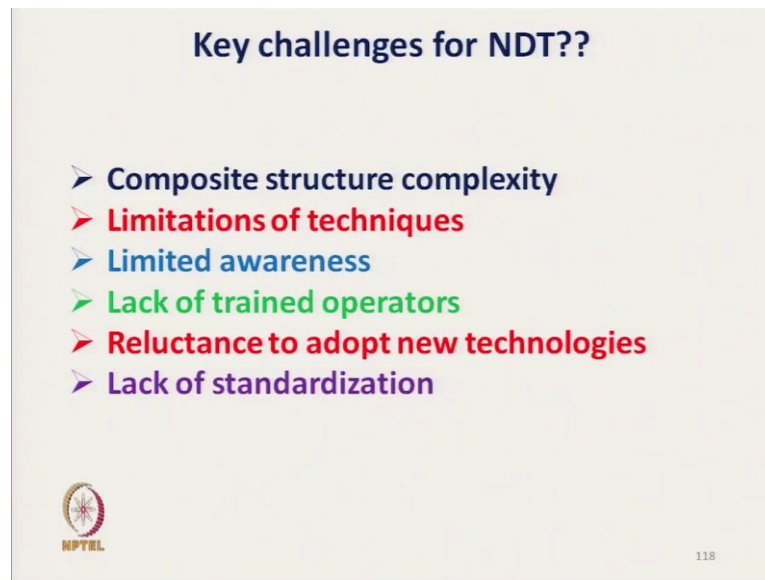 Key challenges for NDT??
➢ Composite structure complexity
➢ Limitations of techniques
➢ Limited awareness
➢ Lack of trained operators
➢ Reluctance to adopt new technologies
➢ Lack of standardization
NPTEL
118